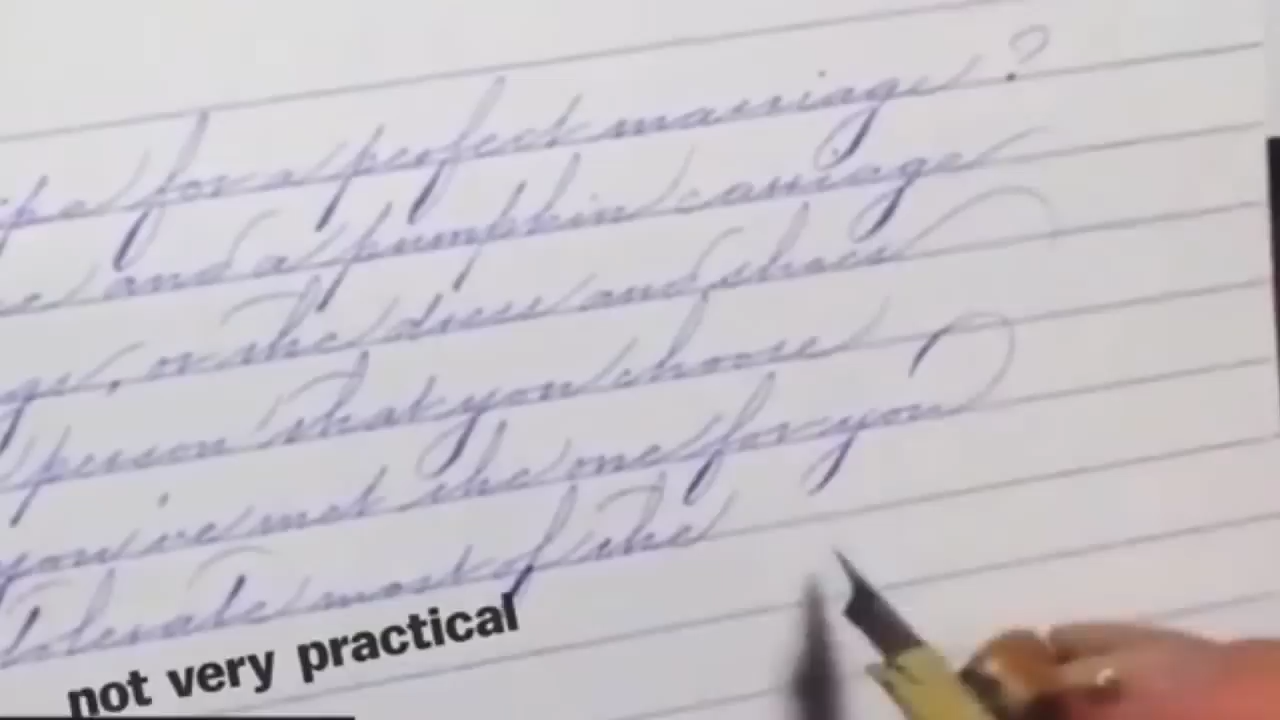 for a perfect marriage?
and a pumpkin carriage
or the dress and shoes
person that you choose
you've met the one for you
Tolerate most of the
not very practical